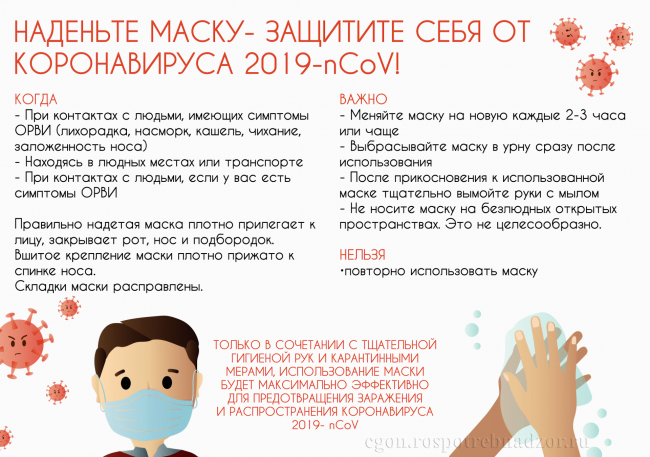 НАДЕНЬТЕ МАСКУ- ЗАЩИТИТЕ СЕБЯ ОТ
КОРОНАВИРУСА 2019-nCoV!
КОГДА
- При контактах с людьми, имеющих симптомы
ОРВИ (лихорадка, насморк, кашель, чихание,
заложенность носа)
- Находясь в людных местах или транспорте
- При контактах с людьми, если у вас есть
симптомы ОРВИ
Правильно надетая маска плотно прилегает к
лицу, закрывает рот, нос и подбородок.
Вшитое крепление маски плотно прижато к
спинке носа.
Складки маски расправлены.
ВАЖНО
- Меняйте маску на новую каждые 2-3 часа
или чаще
- Выбрасывайте маску в урну сразу после
использования
- После прикосновения к использованной
маске тщательно вымойте руки с мылом
- Не носите маску на безлюдных открытых
пространствах. Это не целесообразно.
НЕЛЬЗЯ
•повторно использовать маску
ТОЛЬКО В СОЧЕТАНИИ С ТЩАТЕЛЬНОЙ
ГИГИЕНОЙ РУК И КАРАНТИННЫМИ
МЕРАМИ, ИСПОЛЬЗОВАНИЕ МАСКИ
БУДЕТ МАКСИМАЛЬНО ЭФФЕКТИВНО
ДЛЯ ПРЕДОТВРАЩЕНИЯ ЗАРАЖЕНИЯ
И РАСПРОСТРАНЕНИЯ КОРОНАВИРУСА
2019- nCoV
cgon.rospotrebnadzor.ru